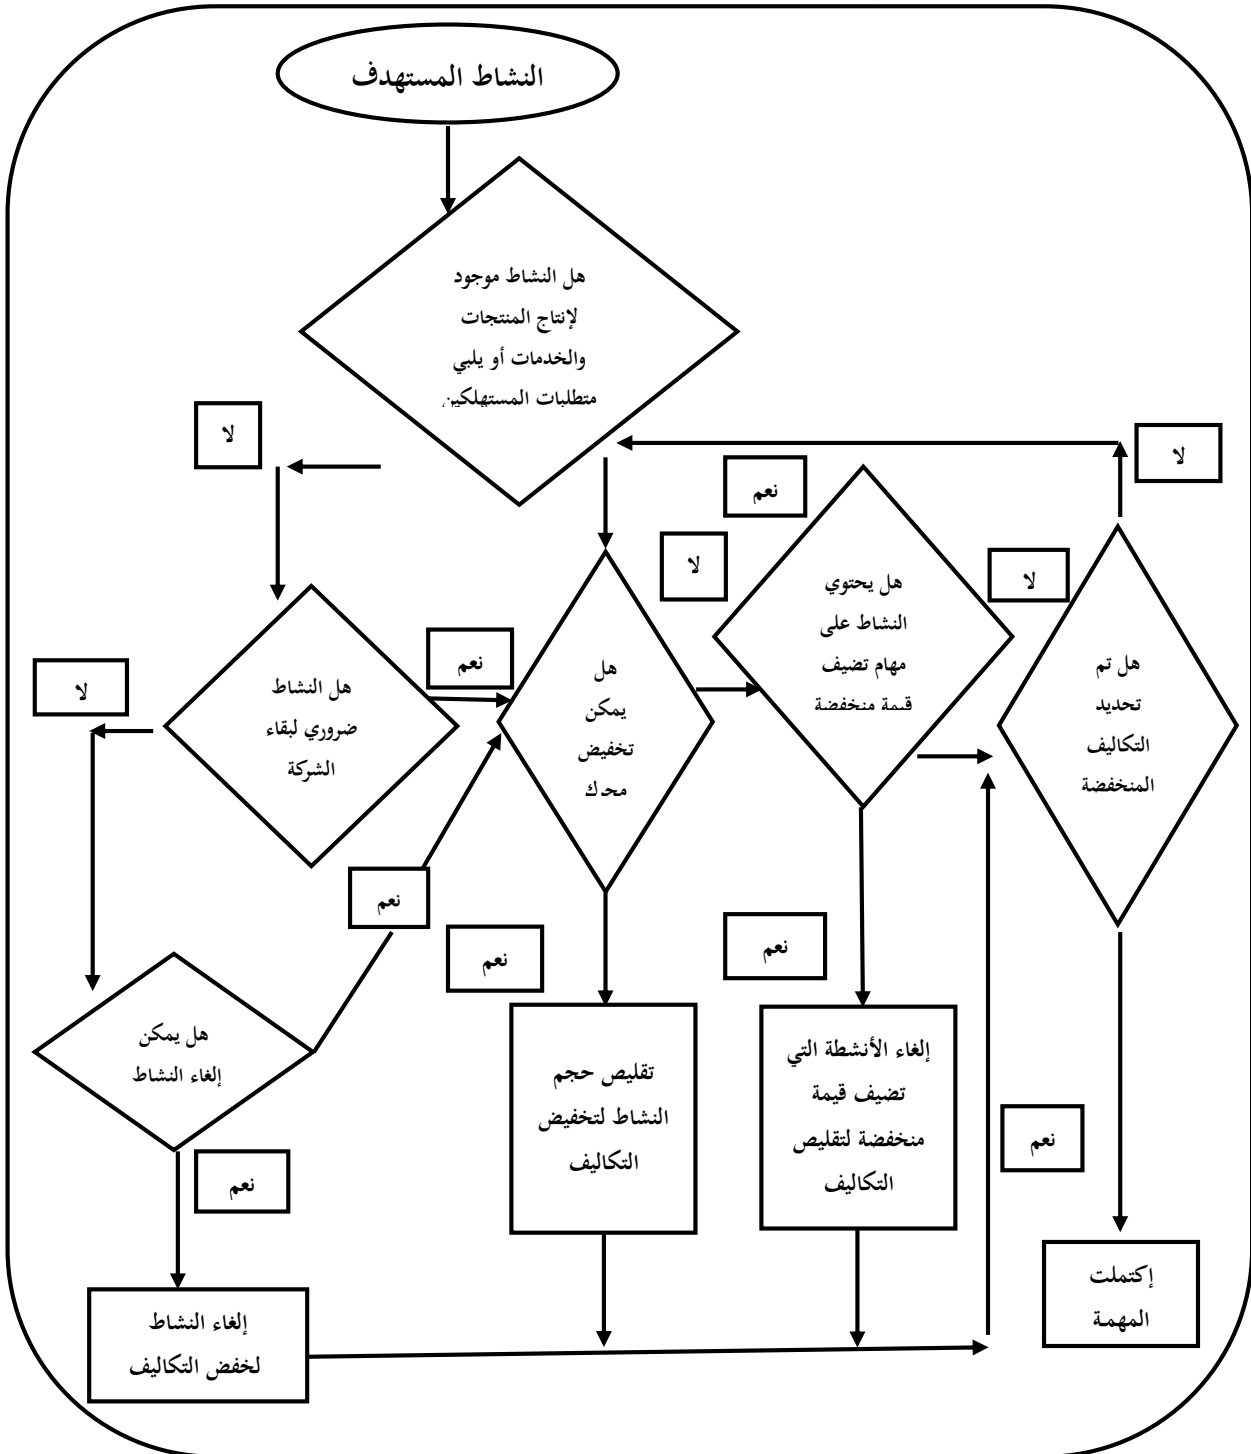 النشاط المستهدف
هل النشاط موجود
لإنتاج المنتجات
والخدمات أو يلبي
متطلبات المستهلكين
لا
لا
نعم
لا
لا
هل يحتوي
النشاط على
مهام تضيف
قيمة منخفضة
هل تم
تحديد
التكاليف
المنخفضة
هل
يمكن
تخفيض
نعم
هل النشاط
ضروري لبقاء
الشركة
لا
نعم
نعم
نعم
هل يمكن
إلغاء النشاط
تقليص حجم
النشاط لتخفيض
التكاليف
إلغاء الأنشطة التي
تضيف قيمة
منخفضة لتقليص
التكاليف
نعم
نعم
إكتملت
المهمة
إلغاء النشاط
لخفض التكاليف